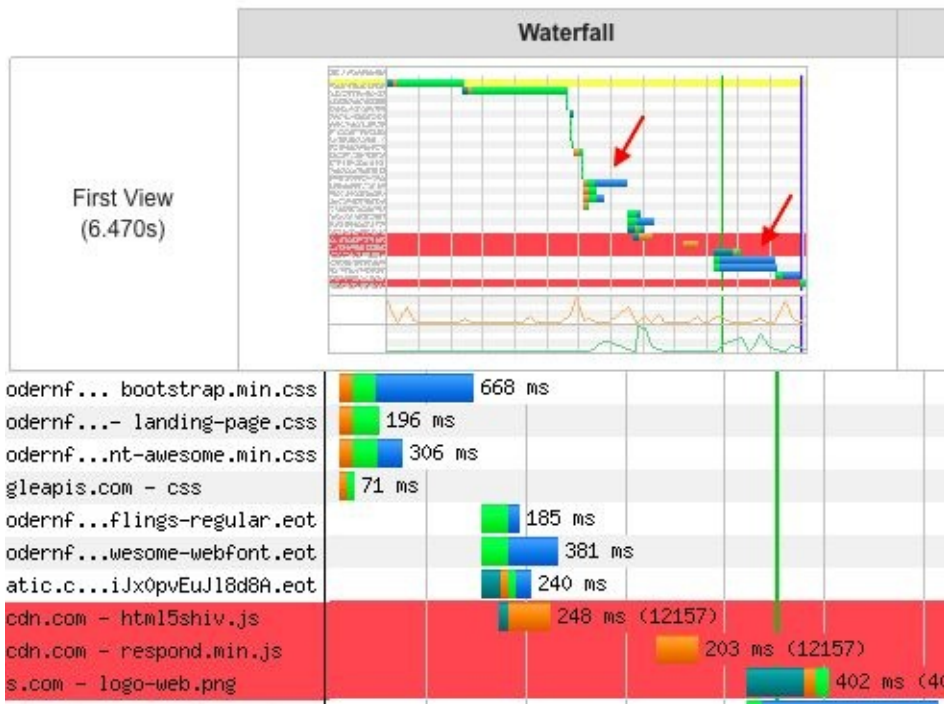 Waterfall
First View
(6.470s)
odernf... bootstrap.min.css 668 ms
odernf...- landing-page.css 196 ms
odernf...nt-awesome.min.css 306 ms
gleapis.com - css 71 ms
odernf...flings-regular.eot 185 ms
odernf...wesome-webfont.eot 381 ms
atic.c...iJxOpvEuJl8d8A.eot 240 ms
cdn.com - html5shiv.js 248 ms (12157)
cdn.com - respond.min.js 203 ms (12157)
s.com - logo-web.png 402 ms (40